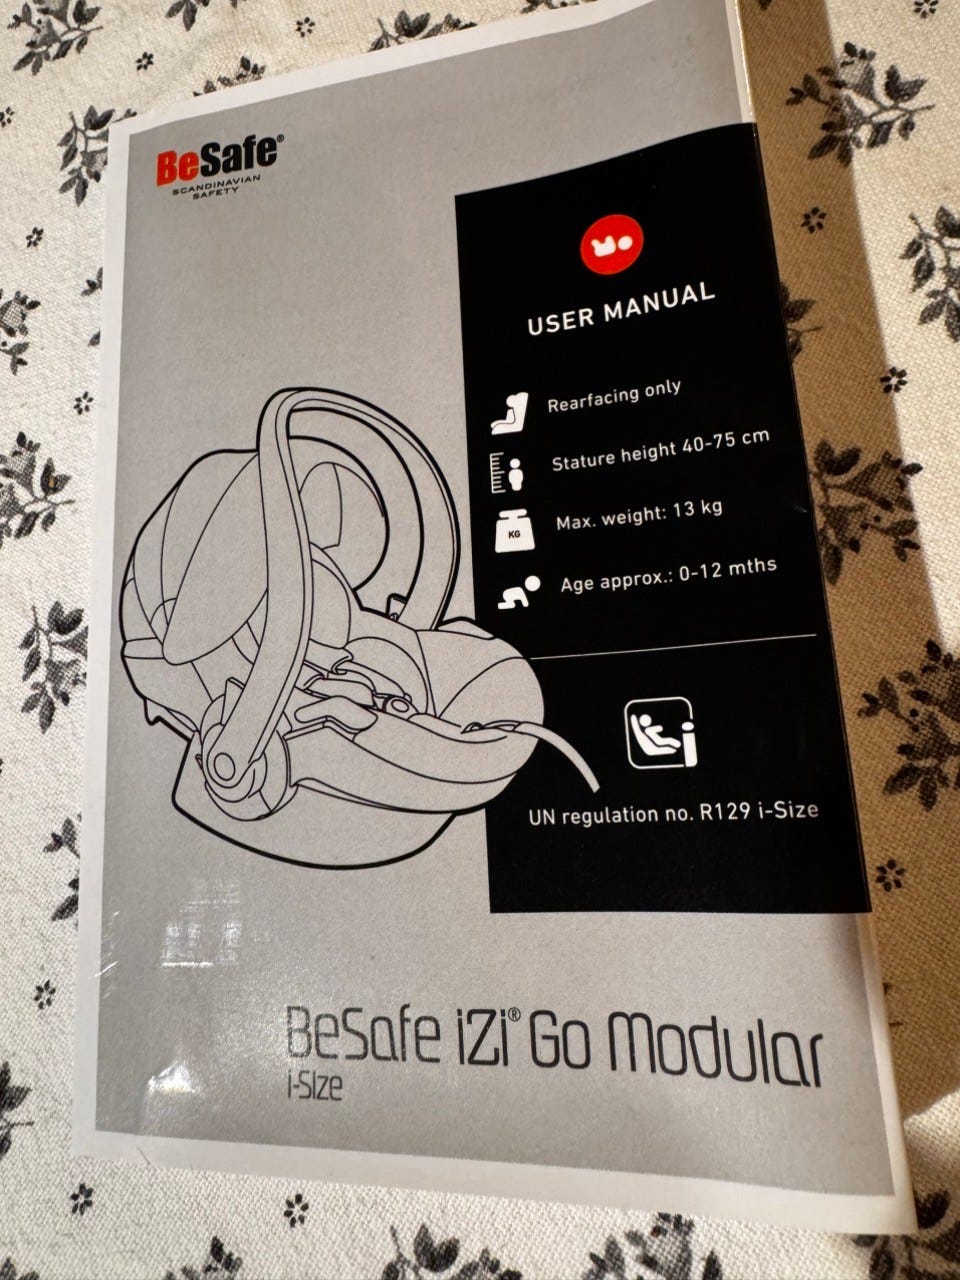 BeSafe®
SCANDINAVIAN
SAFETY
USER MANUAL
Rearfacing only
Stature height 40-75 cm
KG
Max. weight: 13 kg
Age approx.: 0-12 mths
UN regulation no. R129 i-Size
BeSafe iZi® Go Modular
i-Size